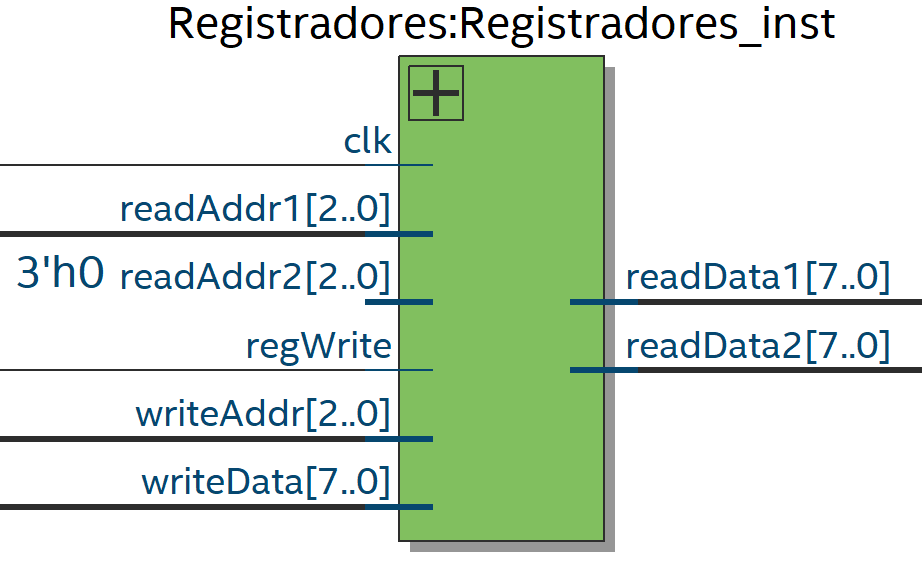 Registradores:Registradores_inst
clk
readAddr1[2..0]
3'h0 readAddr2[2..0]
readData1[7..0]
regWrite
readData2[7..0]
writeAddr[2..0]
writeData[7..0]